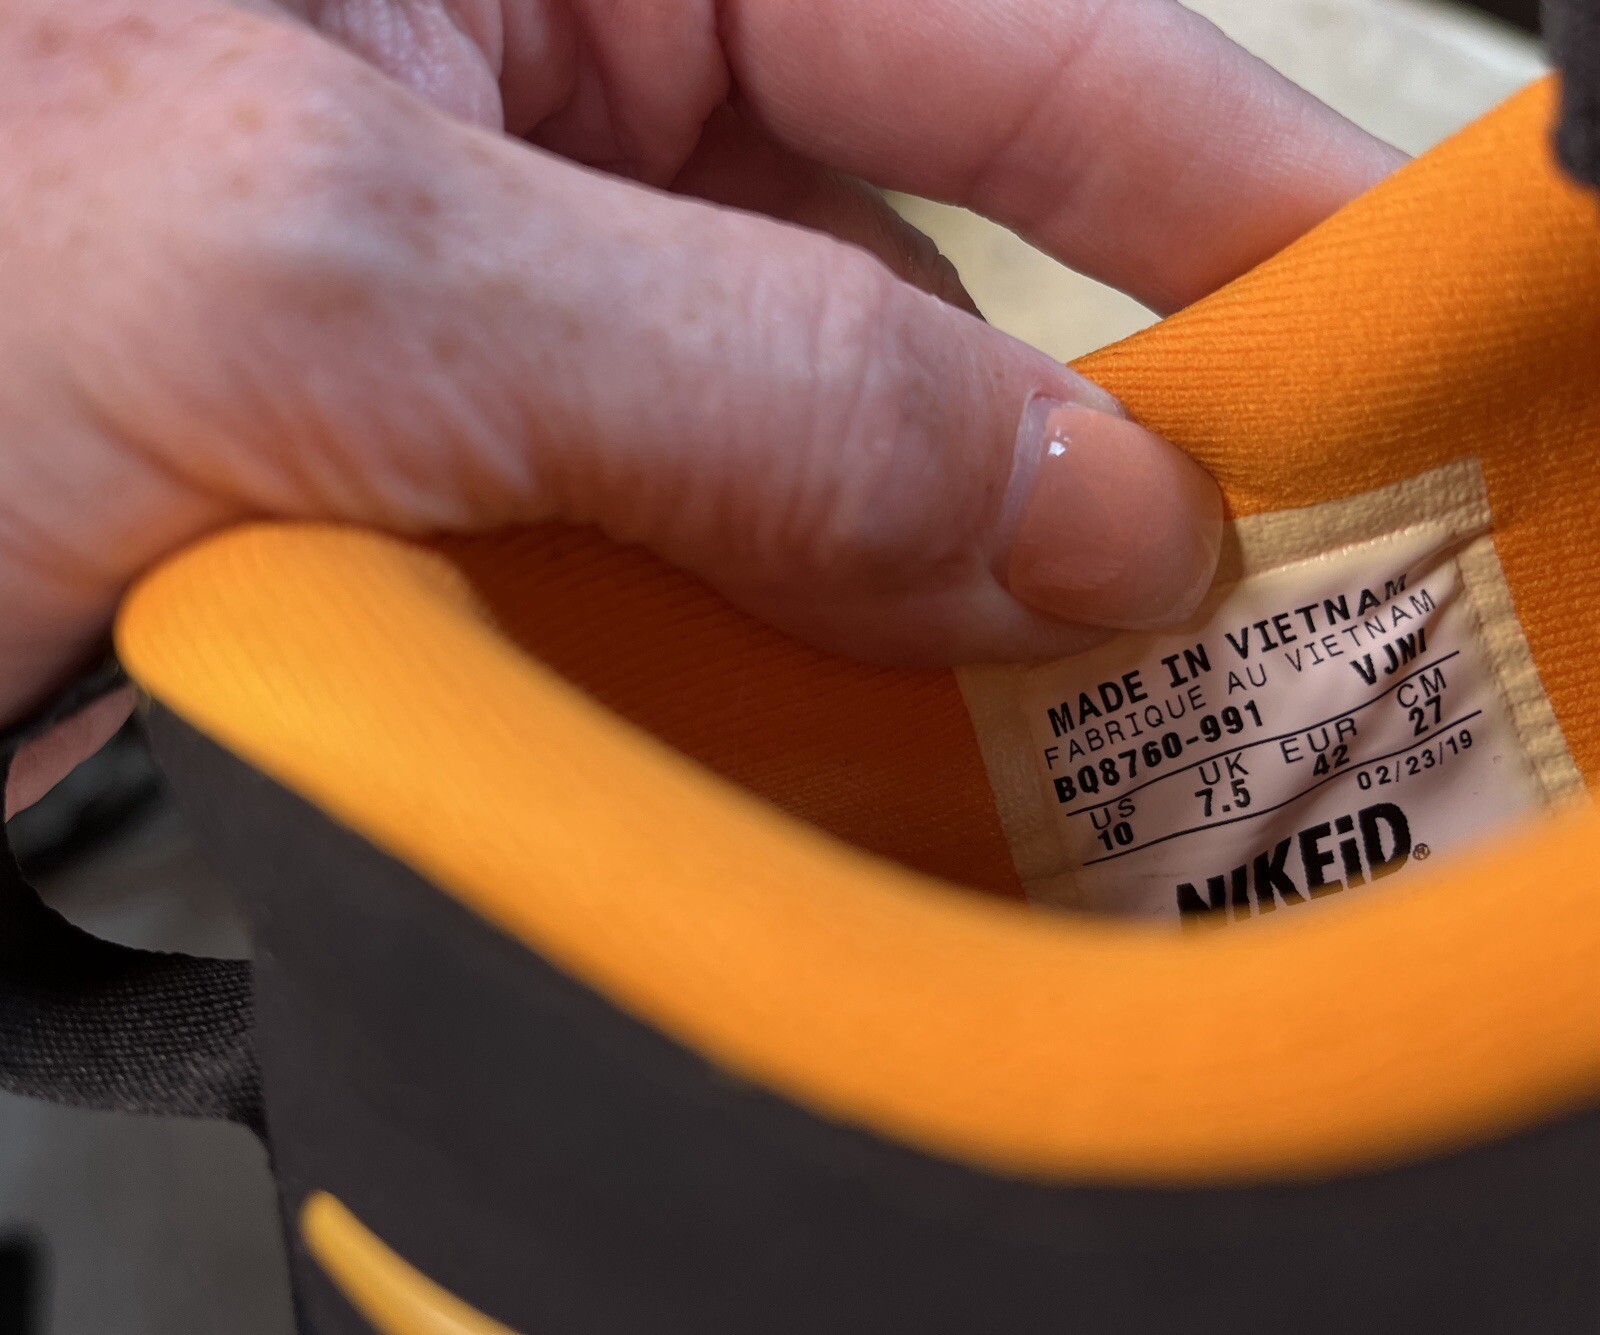 MADE IN VIETNAM
FABRIQUE AU VIETNAM
BQ8760-991 VJNI
US UK EUR CM
10 7.5 42 27
02/23/19
NIKEiD®